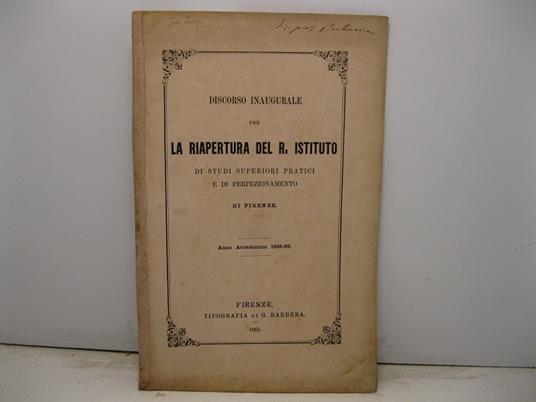 DISCORSO INAUGURALE
PER
LA RIAPERTURA DEL R. ISTITUTO
DI STUDI SUPERIORI PRATICI
E DI PERFEZIONAMENTO
DI FIRENZE.
Anno Accademico 1865-66.
FIRENZE,
TIPOGRAFIA DI G. BARBÈRA.
1865.